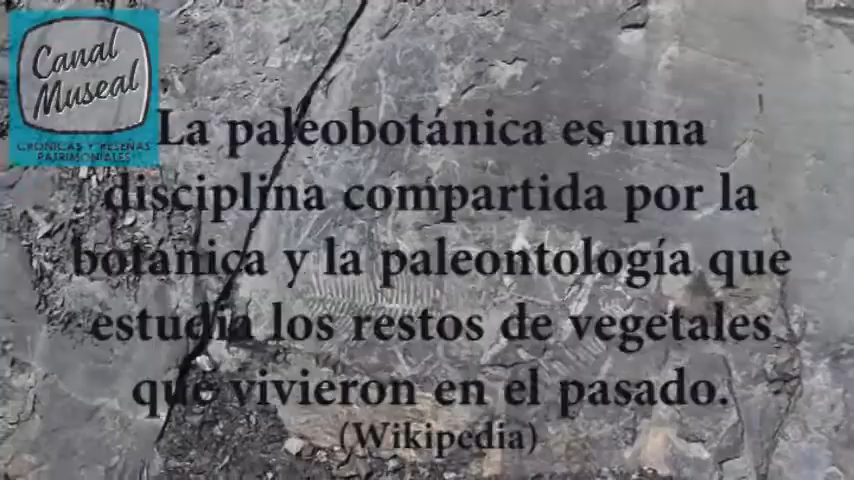 Canal
Museal
CRÓNICAS Y RESEÑAS
PATRIMONIALES
La paleobotánica es una
disciplina compartida por la
botánica y la paleontología que
estudia los restos de vegetales
que vivieron en el pasado.
(Wikipedia)